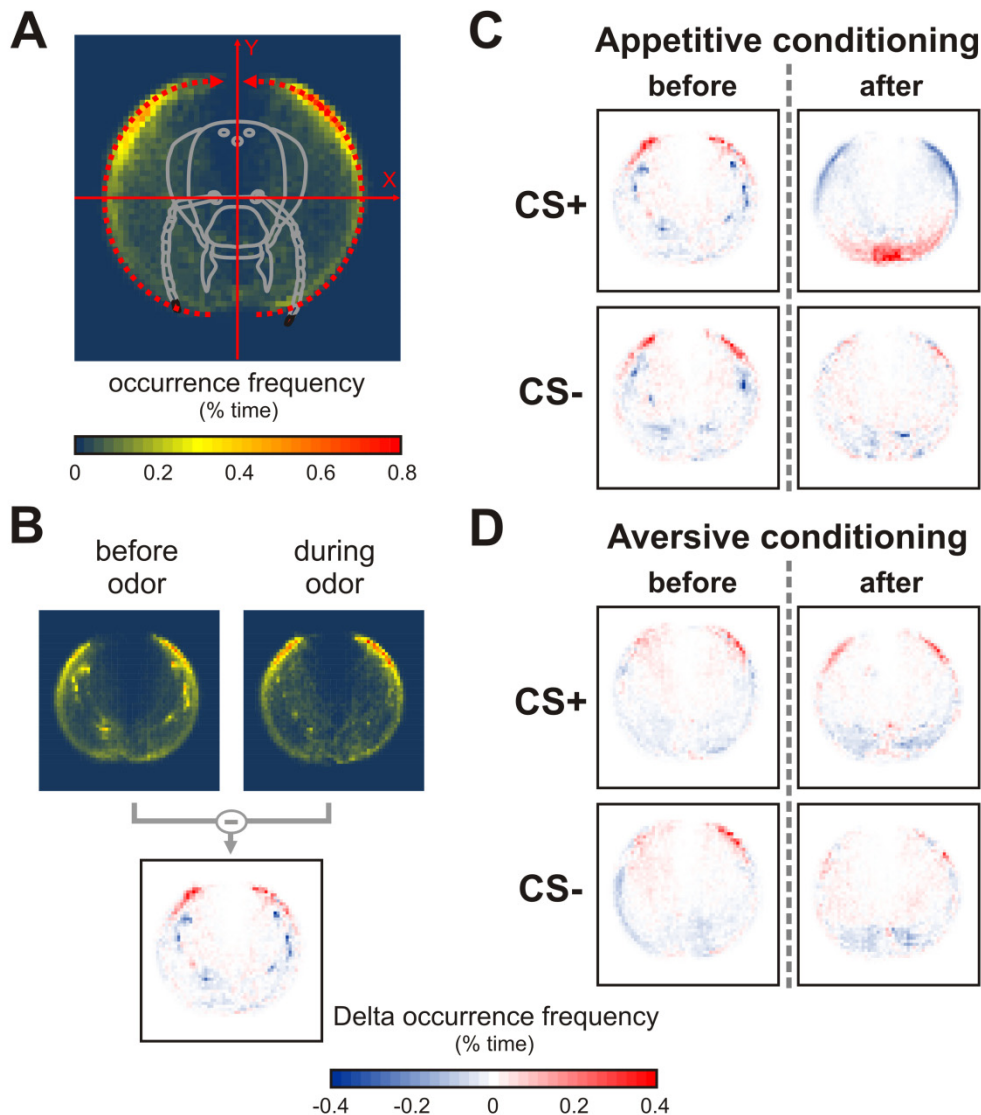 A
Y
X
occurrence frequency
(% time)
0 0.2 0.4 0.6 0.8
B
before
odor
during
odor
Delta occurrence frequency
(% time)
-0.4 -0.2 0 0.2 0.4
C
Appetitive conditioning
before after
CS+
CS-
D
Aversive conditioning
before after
CS+
CS-